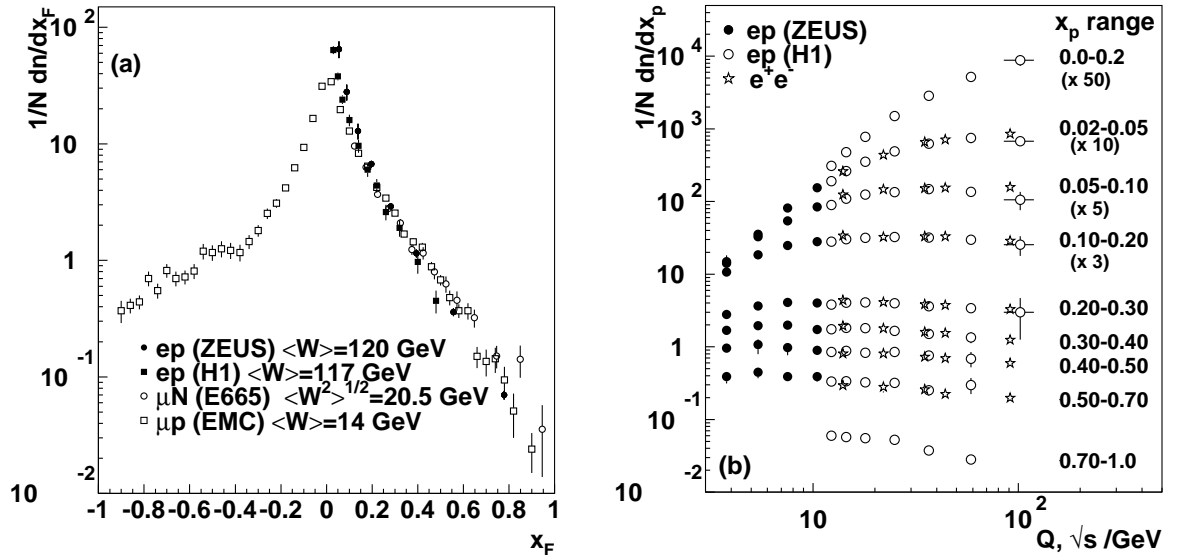 1/N dn/dx_F
10^2
10
1
10^-1
10^-2
(a)
ep (ZEUS) <W>=120 GeV
ep (H1) <W>=117 GeV
μN (E665) <W^2>^1/2=20.5 GeV
μp (EMC) <W>=14 GeV
-1 -0.8 -0.6 -0.4 -0.2 0 0.2 0.4 0.6 0.8 1
x_F
1/N dn/dx_p
10^4
10^3
10^2
10
1
10^-1
10^-2
ep (ZEUS)
ep (H1)
e^+e^-
x_p range
0.0-0.2
(x 50)
0.02-0.05
(x 10)
0.05-0.10
(x 5)
0.10-0.20
(x 3)
0.20-0.30
0.30-0.40
0.40-0.50
0.50-0.70
0.70-1.0
(b)
10 10^2
Q, √s /GeV